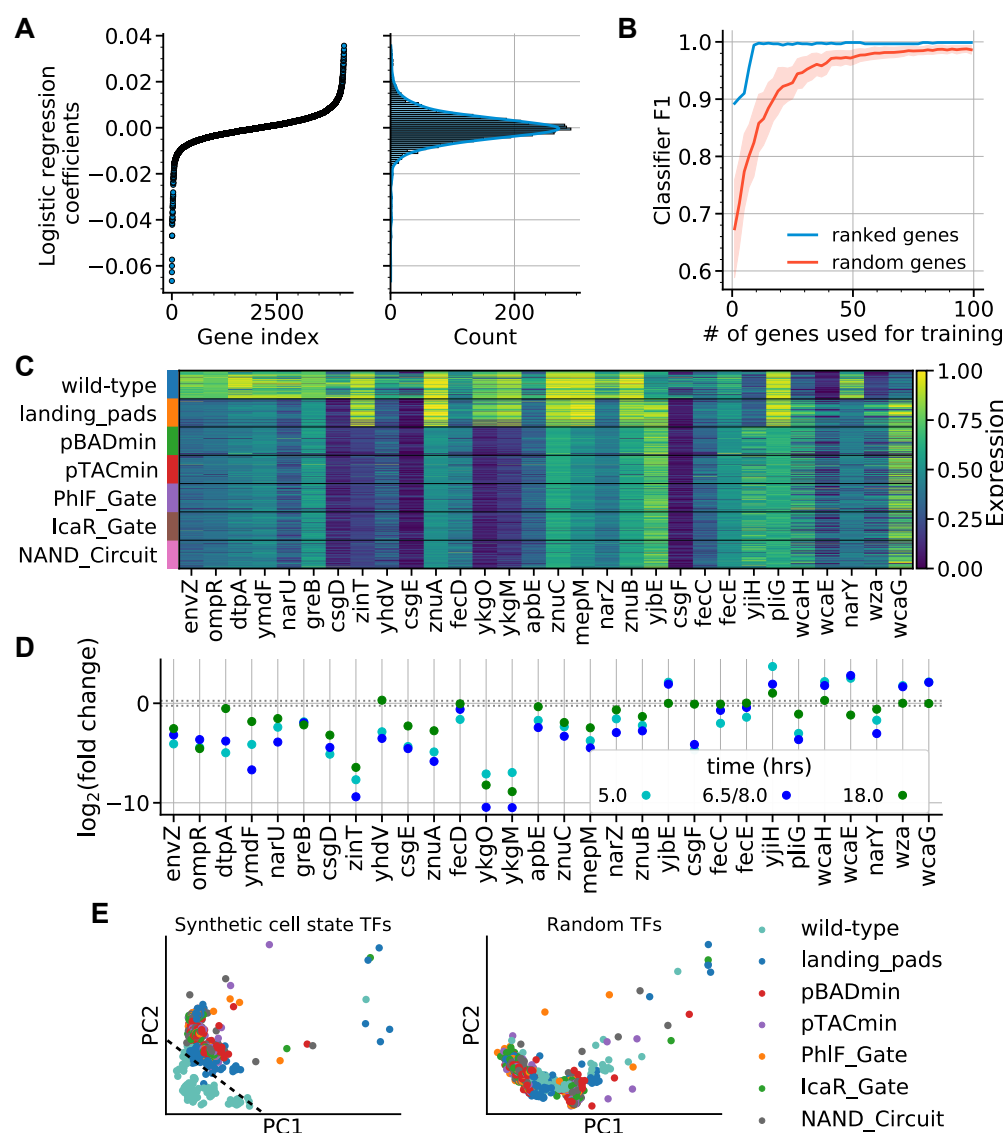 A
Logistic regression
coefficients
0.04
0.02
0.00
−0.02
−0.04
−0.06
0
2500
Gene index
0
200
Count
B
Classifier F1
1.0
0.9
0.8
0.7
0.6
ranked genes
random genes
0
50
100
# of genes used for training
C
wild-type
landing_pads
pBADmin
pTACmin
PhlF_Gate
IcaR_Gate
NAND_Circuit
1.00
0.75
0.50
0.25
0.00
Expression
envZ
ompR
dtpA
ymdF
narU
greB
csgD
zinT
yhdV
csgE
znuA
fecD
ykgO
ykgM
apbE
znuC
mepM
narZ
znuB
yjbE
csgF
fecC
fecE
yjiH
pliG
wcaH
wcaE
narY
wza
wcaG
D
log2(fold change)
0
−10
time (hrs)
5.0 6.5/8.0 18.0
envZ
ompR
dtpA
ymdF
narU
greB
csgD
zinT
yhdV
csgE
znuA
fecD
ykgO
ykgM
apbE
znuC
mepM
narZ
znuB
yjbE
csgF
fecC
fecE
yjiH
pliG
wcaH
wcaE
narY
wza
wcaG
E
Synthetic cell state TFs
PC2
PC1
Random TFs
PC2
PC1
wild-type
landing_pads
pBADmin
pTACmin
PhlF_Gate
IcaR_Gate
NAND_Circuit